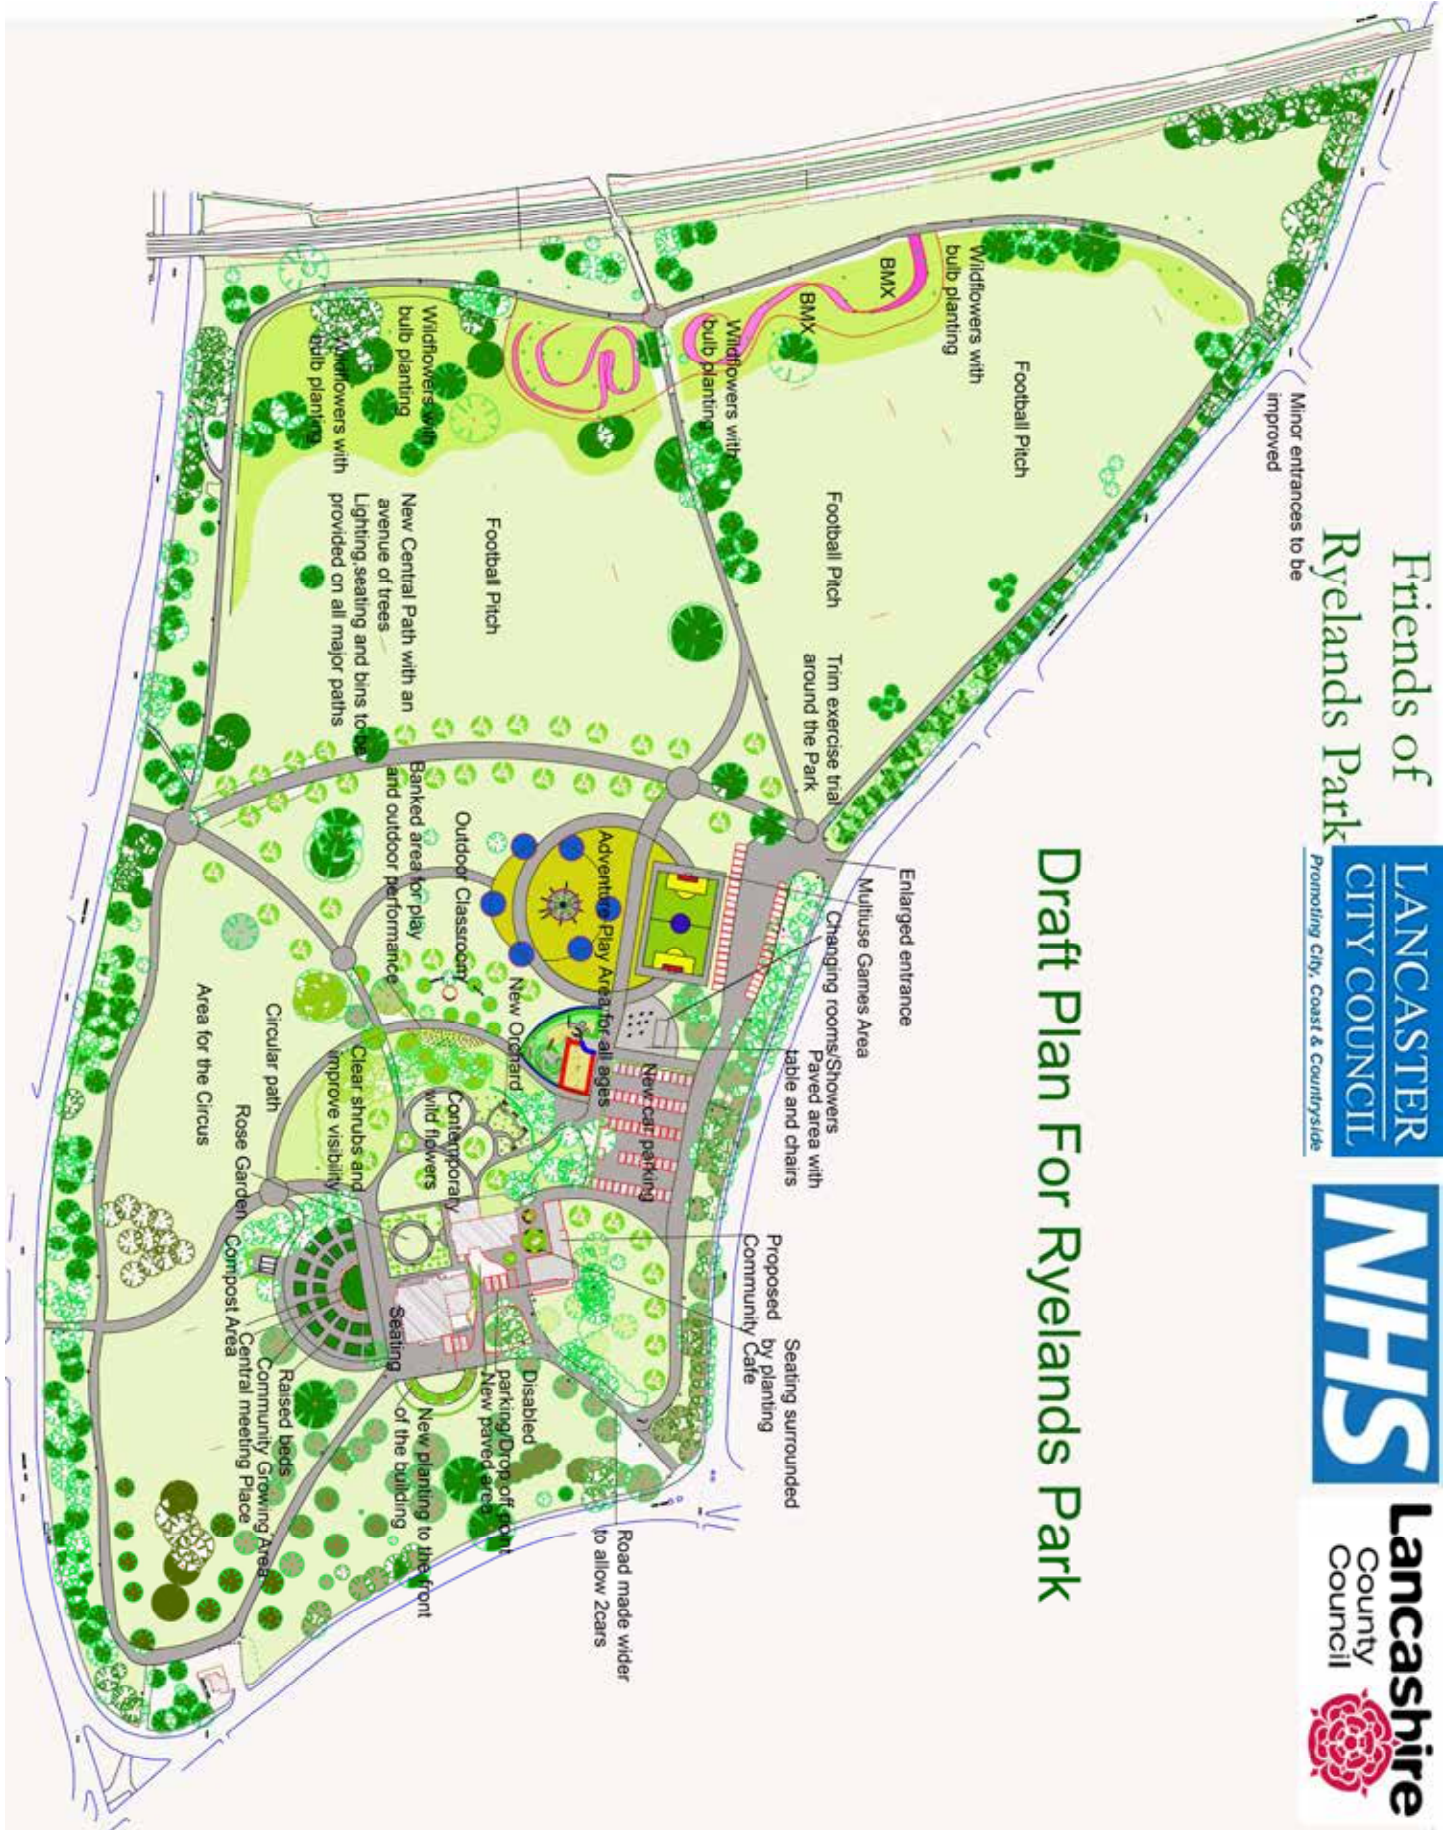 Friends of
Ryelands Park
LANCASTER
CITY COUNCIL
Promoting City, Coast & Countryside
NHS
Lancashire
County
Council
Draft Plan For Ryelands Park
Minor entrances to be
improved
Football Pitch
Wildflowers with
bulb planting
BMX
BMX
Wildflowers with
bulb planting
Football Pitch
Trim exercise trial
around the Park
Wildflowers with
bulb planting
Wildflowers with
bulb planting
Football Pitch
New Central Path with an
avenue of trees
Lighting,seating and bins to be
provided on all major paths
Enlarged entrance
Multiuse Games Area
Changing rooms/Showers
Paved area with
table and chairs
Adventure Play Area for all ages
New car parking
Banked area for play
and outdoor performance
Outdoor Classroom
New Orchard
Contemporary
wild flowers
Clear shrubs and
improve visibility
Circular path
Area for the Circus
Rose Garden
Proposed
Community Cafe
Seating surrounded
by planting
Road made wider
to allow 2cars
Disabled
parking/Drop off point
New paved area
New planting to the front
of the building
Seating
Raised beds
Community Growing Area
Central meeting Place
Compost Area